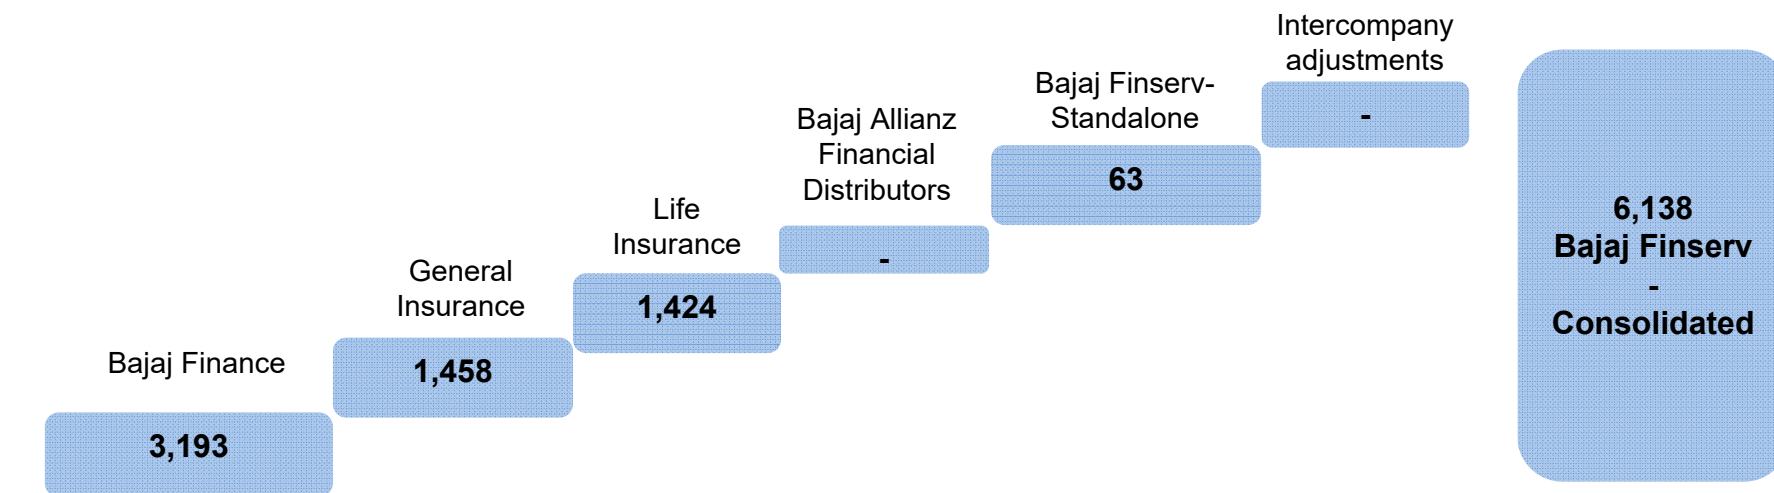 Bajaj Finance
3,193
General
Insurance
1,458
Life
Insurance
1,424
Bajaj Allianz
Financial
Distributors
-
Bajaj Finserv-
Standalone
63
Intercompany
adjustments
-
6,138
Bajaj Finserv
-
Consolidated